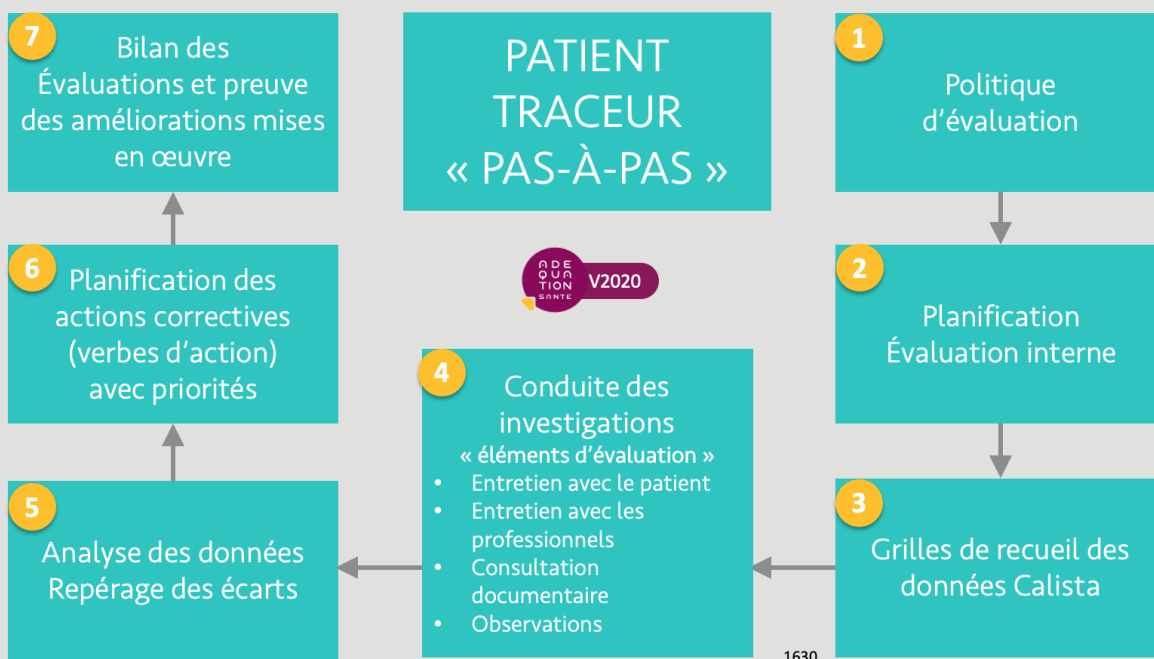 PATIENT
TRACEUR
« PAS-À-PAS »
ADE
QUA
TION
SANTE
V2020
1
Politique
d’évaluation
2
Planification
Évaluation interne
3
Grilles de recueil des
données Calista
4
Conduite des
investigations
« éléments d’évaluation »
• Entretien avec le patient
• Entretien avec les
professionnels
• Consultation
documentaire
• Observations
5
Analyse des données
Repérage des écarts
6
Planification des
actions correctives
(verbes d’action)
avec priorités
7
Bilan des
Évaluations et preuve
des améliorations mises
en œuvre
1630